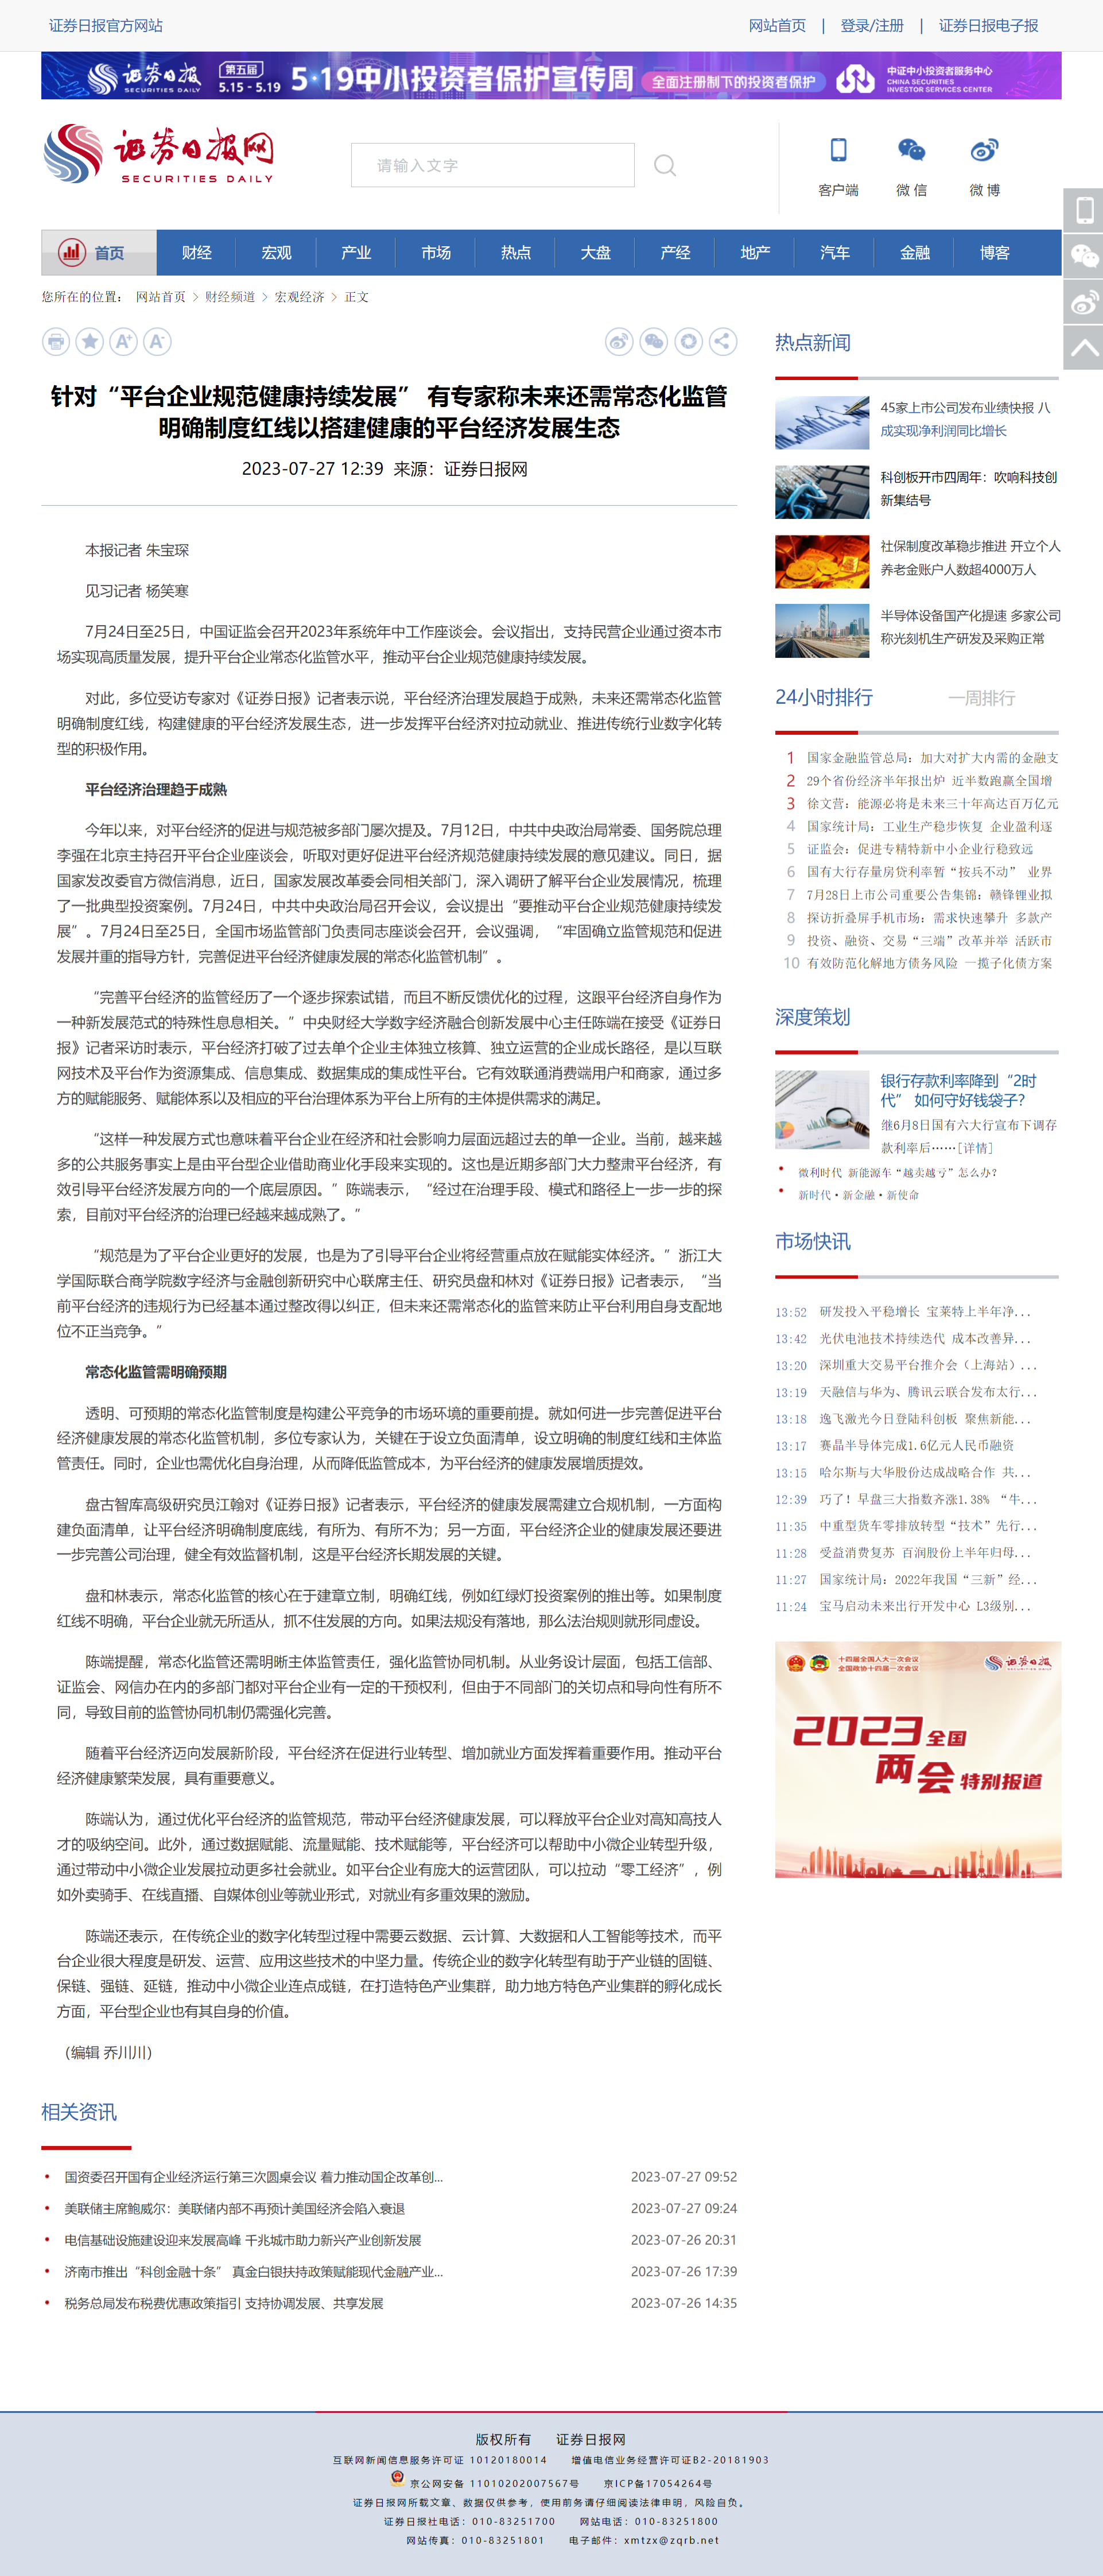 证券日报官方网站
网站首页 | 登录/注册 | 证券日报电子报
证券日报 SECURITIES DAILY 第五届 5.15 - 5.19 5·19中小投资者保护宣传周 全面注册制下的投资者保护 中证中小投资者服务中心 CHINA SECURITIES INVESTOR SERVICES CENTER
证券日报网
SECURITIES DAILY
请输入文字
客户端 微信 微博
首页 财经 宏观 产业 市场 热点 大盘 产经 地产 汽车 金融 博客
您所在的位置： 网站首页 > 财经频道 > 宏观经济 > 正文
针对“平台企业规范健康持续发展” 有专家称未来还需常态化监管
明确制度红线以搭建健康的平台经济发展生态
2023-07-27 12:39 来源：证券日报网
本报记者 朱宝琛
见习记者 杨笑寒
7月24日至25日，中国证监会召开2023年系统年中工作座谈会。会议指出，支持民营企业通过资本市
场实现高质量发展，提升平台企业常态化监管水平，推动平台企业规范健康持续发展。
对此，多位受访专家对《证券日报》记者表示说，平台经济治理发展趋于成熟，未来还需常态化监管
明确制度红线，构建健康的平台经济发展生态，进一步发挥平台经济对拉动就业、推进传统行业数字化转
型的积极作用。
平台经济治理趋于成熟
今年以来，对平台经济的促进与规范被多部门屡次提及。7月12日，中共中央政治局常委、国务院总理
李强在北京主持召开平台企业座谈会，听取对更好促进平台经济规范健康持续发展的意见建议。同日，据
国家发改委官方微信消息，近日，国家发展改革委会同相关部门，深入调研了解平台企业发展情况，梳理
了一批典型投资案例。7月24日，中共中央政治局召开会议，会议提出“要推动平台企业规范健康持续发
展”。7月24日至25日，全国市场监管部门负责同志座谈会召开，会议强调，“牢固确立监管规范和促进
发展并重的指导方针，完善促进平台经济健康发展的常态化监管机制”。
“完善平台经济的监管经历了一个逐步探索试错，而且不断反馈优化的过程，这跟平台经济自身作为
一种新发展范式的特殊性息息相关。”中央财经大学数字经济融合创新发展中心主任陈端在接受《证券日
报》记者采访时表示，平台经济打破了过去单个企业主体独立核算、独立运营的企业成长路径，是以互联
网技术及平台作为资源集成、信息集成、数据集成的集成性平台。它有效联通消费端用户和商家，通过多
方的赋能服务、赋能体系以及相应的平台治理体系为平台上所有的主体提供需求的满足。
“这样一种发展方式也意味着平台企业在经济和社会影响力层面远超过去的单一企业。当前，越来越
多的公共服务事实上是由平台型企业借助商业化手段来实现的。这也是近期多部门大力整肃平台经济，有
效引导平台经济发展方向的一个底层原因。”陈端表示，“经过在治理手段、模式和路径上一步一步的探
索，目前对平台经济的治理已经越来越成熟了。”
“规范是为了平台企业更好的发展，也是为了引导平台企业将经营重点放在赋能实体经济。”浙江大
学国际联合商学院数字经济与金融创新研究中心联席主任、研究员盘和林对《证券日报》记者表示，“当
前平台经济的违规行为已经基本通过整改得以纠正，但未来还需常态化的监管来防止平台利用自身支配地
位不正当竞争。”
常态化监管需明确预期
透明、可预期的常态化监管制度是构建公平竞争的市场环境的重要前提。就如何进一步完善促进平台
经济健康发展的常态化监管机制，多位专家认为，关键在于设立负面清单，设立明确的制度红线和主体监
管责任。同时，企业也需优化自身治理，从而降低监管成本，为平台经济的健康发展增质提效。
盘古智库高级研究员江翰对《证券日报》记者表示，平台经济的健康发展需建立合规机制，一方面构
建负面清单，让平台经济明确制度底线，有所为、有所不为；另一方面，平台经济企业的健康发展还要进
一步完善公司治理，健全有效监督机制，这是平台经济长期发展的关键。
盘和林表示，常态化监管的核心在于建章立制，明确红线，例如红绿灯投资案例的推出等。如果制度
红线不明确，平台企业就无所适从，抓不住发展的方向。如果法规没有落地，那么法治规则就形同虚设。
陈端提醒，常态化监管还需明晰主体监管责任，强化监管协同机制。从业务设计层面，包括工信部、
证监会、网信办在内的多部门都对平台企业有一定的干预权利，但由于不同部门的关切点和导向性有所不
同，导致目前的监管协同机制仍需强化完善。
随着平台经济迈向发展新阶段，平台经济在促进行业转型、增加就业方面发挥着重要作用。推动平台
经济健康繁荣发展，具有重要意义。
陈端认为，通过优化平台经济的监管规范，带动平台经济健康发展，可以释放平台企业对高知高技人
才的吸纳空间。此外，通过数据赋能、流量赋能、技术赋能等，平台经济可以帮助中小微企业转型升级，
通过带动中小微企业发展拉动更多社会就业。如平台企业有庞大的运营团队，可以拉动“零工经济”，例
如外卖骑手、在线直播、自媒体创业等就业形式，对就业有多重效果的激励。
陈端还表示，在传统企业的数字化转型过程中需要云数据、云计算、大数据和人工智能等技术，而平
台企业很大程度是研发、运营、应用这些技术的中坚力量。传统企业的数字化转型有助于产业链的固链、
保链、强链、延链，推动中小微企业连点成链，在打造特色产业集群，助力地方特色产业集群的孵化成长
方面，平台型企业也有其自身的价值。
（编辑 乔川川）
相关资讯
国资委召开国有企业经济运行第三次圆桌会议 着力推动国企改革创... 2023-07-27 09:52
美联储主席鲍威尔：美联储内部不再预计美国经济会陷入衰退 2023-07-27 09:24
电信基础设施建设迎来发展高峰 千兆城市助力新兴产业创新发展 2023-07-26 20:31
济南市推出“科创金融十条” 真金白银扶持政策赋能现代金融产业... 2023-07-26 17:39
税务总局发布税费优惠政策指引 支持协调发展、共享发展 2023-07-26 14:35
热点新闻
45家上市公司发布业绩快报 八
成实现净利润同比增长
科创板开市四周年：吹响科技创
新集结号
社保制度改革稳步推进 开立个人
养老金账户人数超4000万人
半导体设备国产化提速 多家公司
称光刻机生产研发及采购正常
24小时排行 一周排行
1 国家金融监管总局：加大对扩大内需的金融支
2 29个省份经济半年报出炉 近半数跑赢全国增
3 徐文营：能源必将是未来三十年高达百万亿元
4 国家统计局：工业生产稳步恢复 企业盈利逐
5 证监会：促进专精特新中小企业行稳致远
6 国有大行存量房贷利率暂“按兵不动” 业界
7 7月28日上市公司重要公告集锦：赣锋锂业拟
8 探访折叠屏手机市场：需求快速攀升 多款产
9 投资、融资、交易“三端”改革并举 活跃市
10 有效防范化解地方债务风险 一揽子化债方案
深度策划
银行存款利率降到“2时
代” 如何守好钱袋子？
继6月8日国有六大行宣布下调存
款利率后……[详情]
微利时代 新能源车“越卖越亏”怎么办？
新时代·新金融·新使命
市场快讯
13:52 研发投入平稳增长 宝莱特上半年净...
13:42 光伏电池技术持续迭代 成本改善异...
13:20 深圳重大交易平台推介会（上海站）...
13:19 天融信与华为、腾讯云联合发布太行...
13:18 逸飞激光今日登陆科创板 聚焦新能...
13:17 赛晶半导体完成1.6亿元人民币融资
13:15 哈尔斯与大华股份达成战略合作 共...
12:39 巧了！早盘三大指数齐涨1.38% “牛...
11:35 中重型货车零排放转型“技术”先行...
11:28 受益消费复苏 百润股份上半年归母...
11:27 国家统计局：2022年我国“三新”经...
11:24 宝马启动未来出行开发中心 L3级别...
十四届全国人大一次会议
全国政协十四届一次会议
证券日报 SECURITIES DAILY
2023 全国
两会 特别报道
版权所有 证券日报网
互联网新闻信息服务许可证 10120180014 增值电信业务经营许可证B2-20181903
京公网安备 11010202007567号 京ICP备17054264号
证券日报网所载文章、数据仅供参考，使用前务请仔细阅读法律申明，风险自负。
证券日报社电话：010-83251700 网站电话：010-83251800
网站传真：010-83251801 电子邮件：xmtzx@zqrb.net